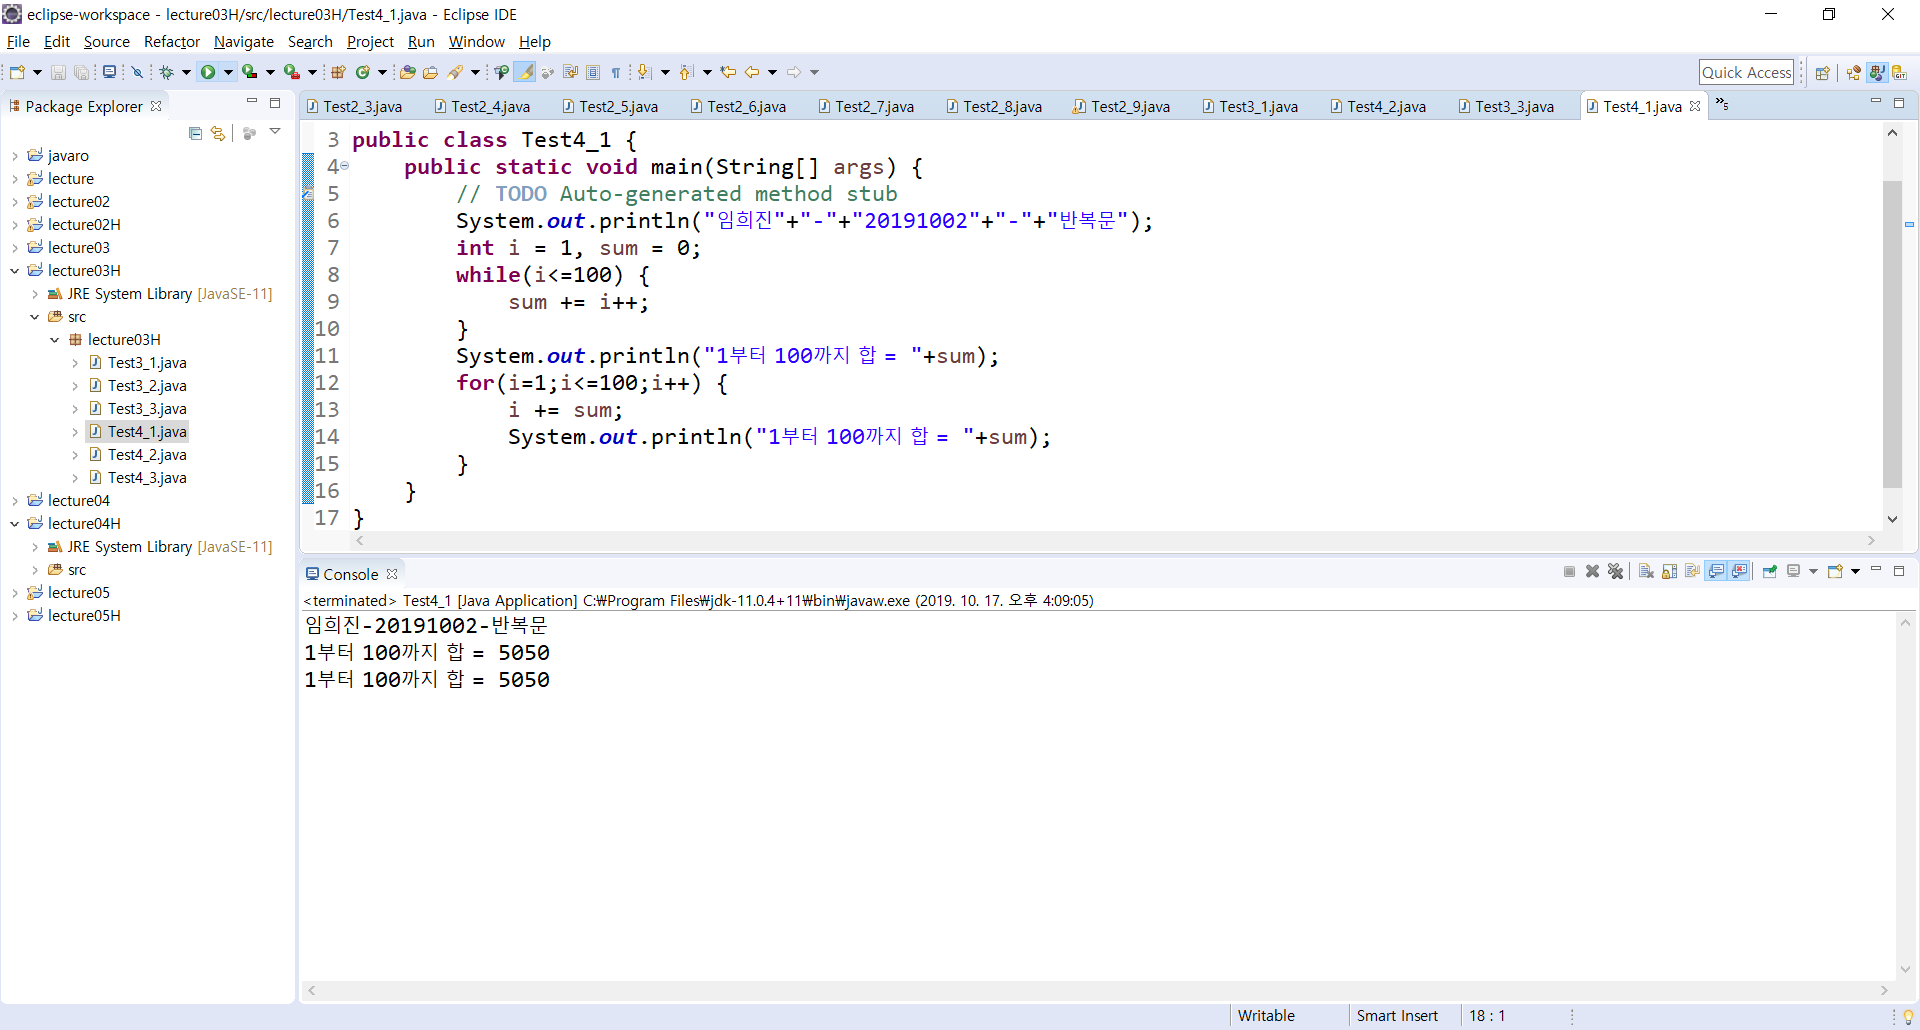 eclipse-workspace - lecture03H/src/lecture03H/Test4_1.java - Eclipse IDE
File Edit Source Refactor Navigate Search Project Run Window Help
Quick Access
Package Explorer
Test2_3.java Test2_4.java Test2_5.java Test2_6.java Test2_7.java Test2_8.java Test2_9.java Test3_1.java Test4_2.java Test3_3.java Test4_1.java »5
javaro
lecture
lecture02
lecture02H
lecture03
lecture03H
JRE System Library [JavaSE-11]
src
lecture03H
Test3_1.java
Test3_2.java
Test3_3.java
Test4_1.java
Test4_2.java
Test4_3.java
lecture04
lecture04H
JRE System Library [JavaSE-11]
src
lecture05
lecture05H
3 public class Test4_1 {
4 public static void main(String[] args) {
5 // TODO Auto-generated method stub
6 System.out.println("임희진"+"-"+"20191002"+"-"+"반복문");
7 int i = 1, sum = 0;
8 while(i<=100) {
9 sum += i++;
10 }
11 System.out.println("1부터 100까지 합 = "+sum);
12 for(i=1;i<=100;i++) {
13 i += sum;
14 System.out.println("1부터 100까지 합 = "+sum);
15 }
16 }
17 }
Console
<terminated> Test4_1 [Java Application] C:₩Program Files₩jdk-11.0.4+11₩bin₩javaw.exe (2019. 10. 17. 오후 4:09:05)
임희진-20191002-반복문
1부터 100까지 합 = 5050
1부터 100까지 합 = 5050
Writable Smart Insert 18 : 1